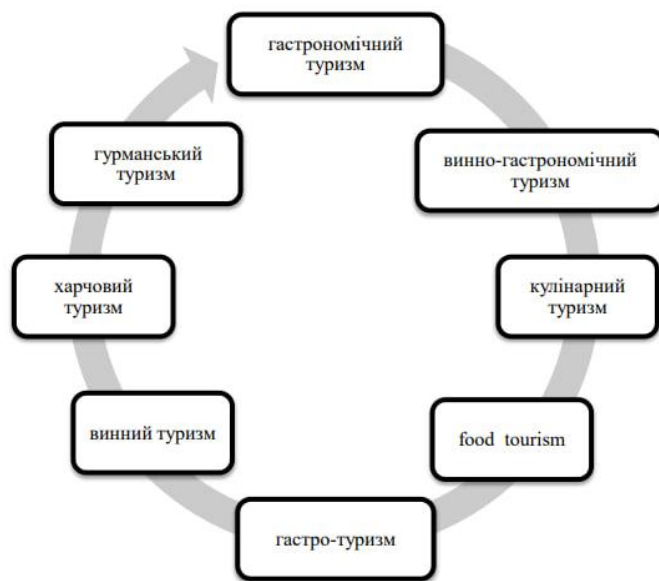 гастрономічний
туризм
винно-гастрономічний
туризм
кулінарний
туризм
food tourism
гастро-туризм
винний туризм
харчовий
туризм
гурманський
туризм